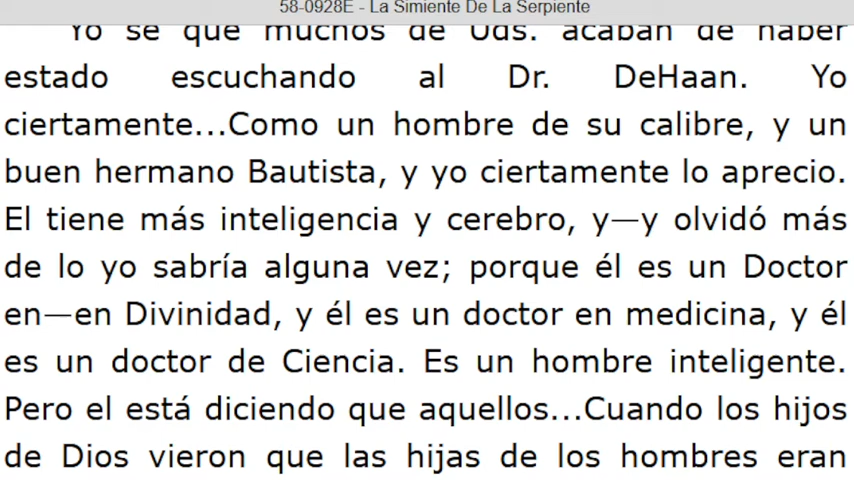 58-0928E - La Simiente De La Serpiente
Yo sé que muchos de Uds. acaban de haber
estado escuchando al Dr. DeHaan. Yo
ciertamente...Como un hombre de su calibre, y un
buen hermano Bautista, y yo ciertamente lo aprecio.
El tiene más inteligencia y cerebro, y—y olvidó más
de lo yo sabría alguna vez; porque él es un Doctor
en—en Divinidad, y él es un doctor en medicina, y él
es un doctor de Ciencia. Es un hombre inteligente.
Pero el está diciendo que aquellos...Cuando los hijos
de Dios vieron que las hijas de los hombres eran